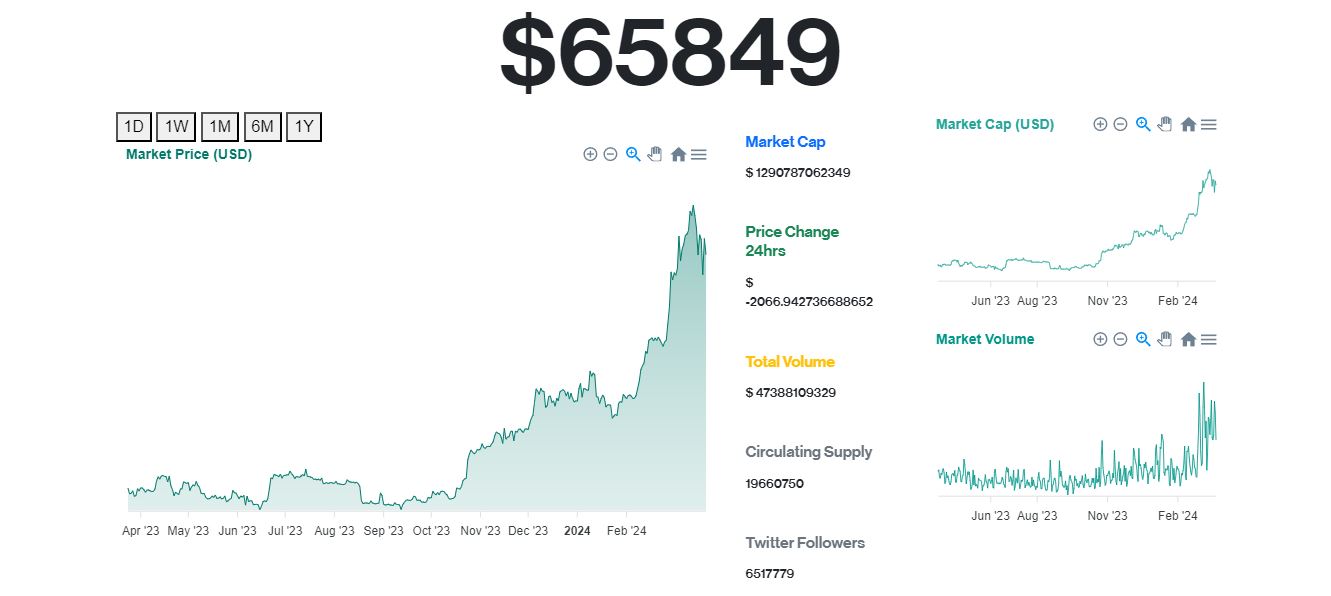 $65849
1D 1W 1M 6M 1Y
Market Price (USD)
Apr '23 May '23 Jun '23 Jul '23 Aug '23 Sep '23 Oct '23 Nov '23 Dec '23 2024 Feb '24
Market Cap
$ 1290787062349
Price Change
24hrs
$
-2066.942736688652
Total Volume
$ 47388109329
Circulating Supply
19660750
Twitter Followers
6517779
Market Cap (USD)
Jun '23 Aug '23 Nov '23 Feb '24
Market Volume
Jun '23 Aug '23 Nov '23 Feb '24